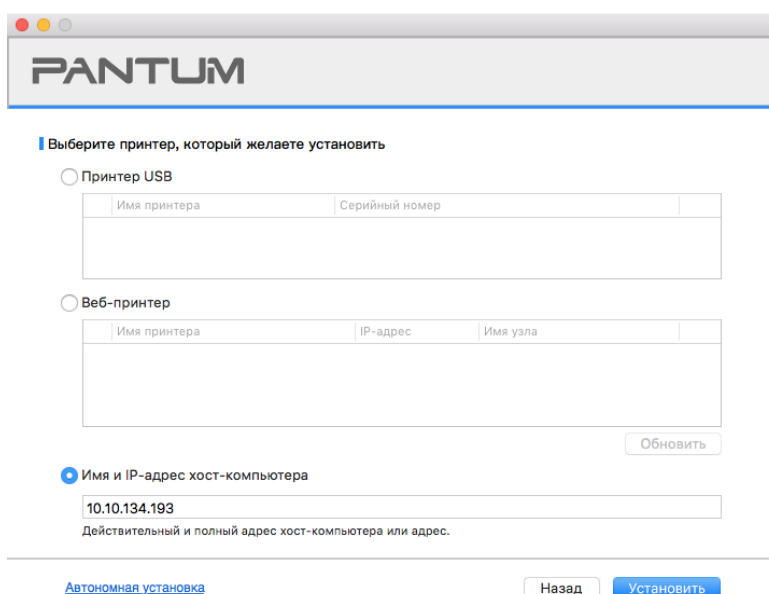 PANTUM
Выберите принтер, который желаете установить
Принтер USB
Имя принтера Серийный номер
Веб-принтер
Имя принтера IP-адрес Имя узла
Обновить
Имя и IP-адрес хост-компьютера
10.10.134.193
Действительный и полный адрес хост-компьютера или адрес.
Автономная установка Назад Установить